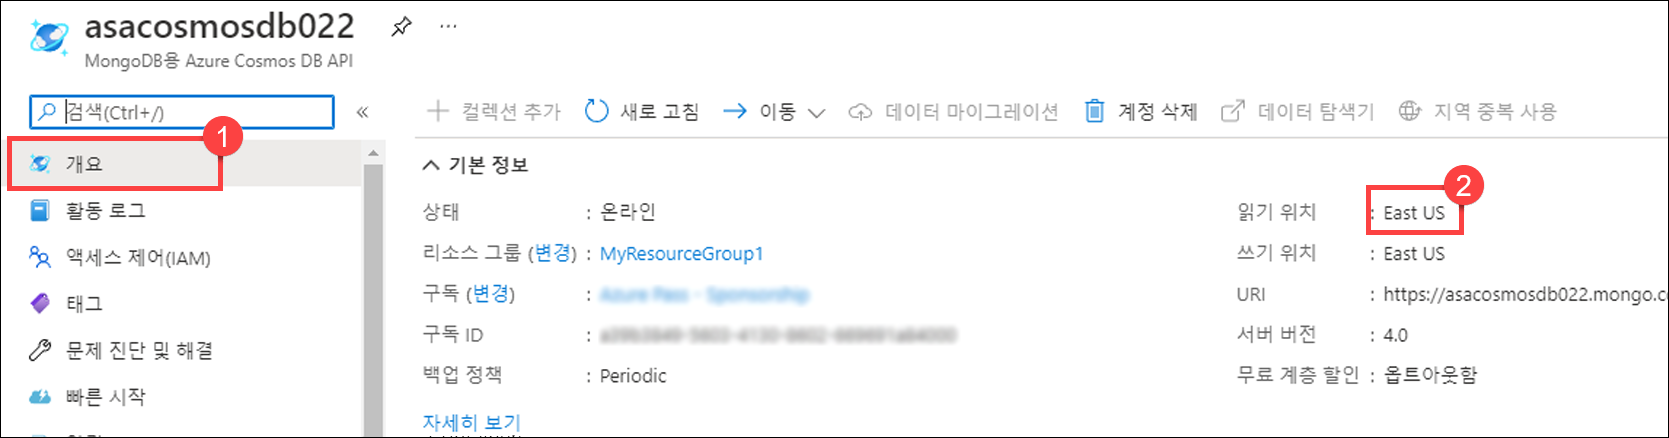 asacosmosdb022
MongoDB용 Azure Cosmos DB API
검색(Ctrl+/)
1
개요
활동 로그
액세스 제어(IAM)
태그
문제 진단 및 해결
빠른 시작
컬렉션 추가 새로 고침 이동 데이터 마이그레이션 계정 삭제 데이터 탐색기 지역 중복 사용
기본 정보
상태 : 온라인
리소스 그룹 (변경) : MyResourceGroup1
구독 (변경) :
구독 ID :
백업 정책 : Periodic
자세히 보기
2
읽기 위치 : East US
쓰기 위치 : East US
URI : https://asacosmosdb022.mongo.c
서버 버전 : 4.0
무료 계층 할인 : 옵트아웃함